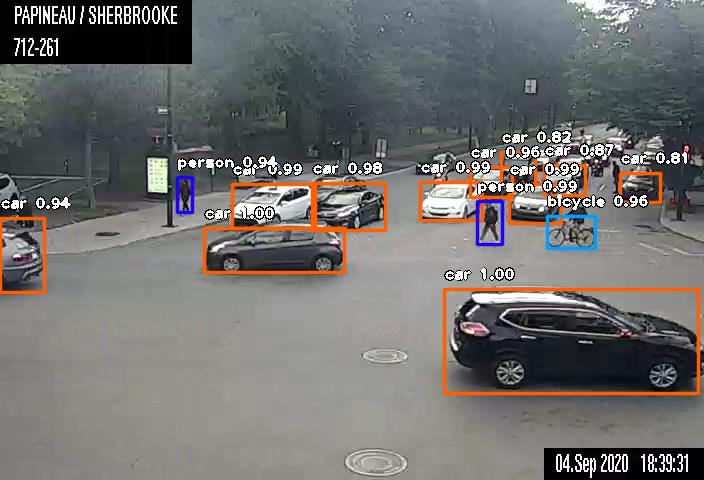 PAPINEAU / SHERBROOKE
712-261
car 0.82
car 0.96
car 0.87
person 0.94
car 0.99
car 0.98
car 0.99
car 0.99
car 0.81
person 0.99
car 0.94
car 1.00
bicycle 0.96
car 1.00
04.Sep 2020 18:39:31